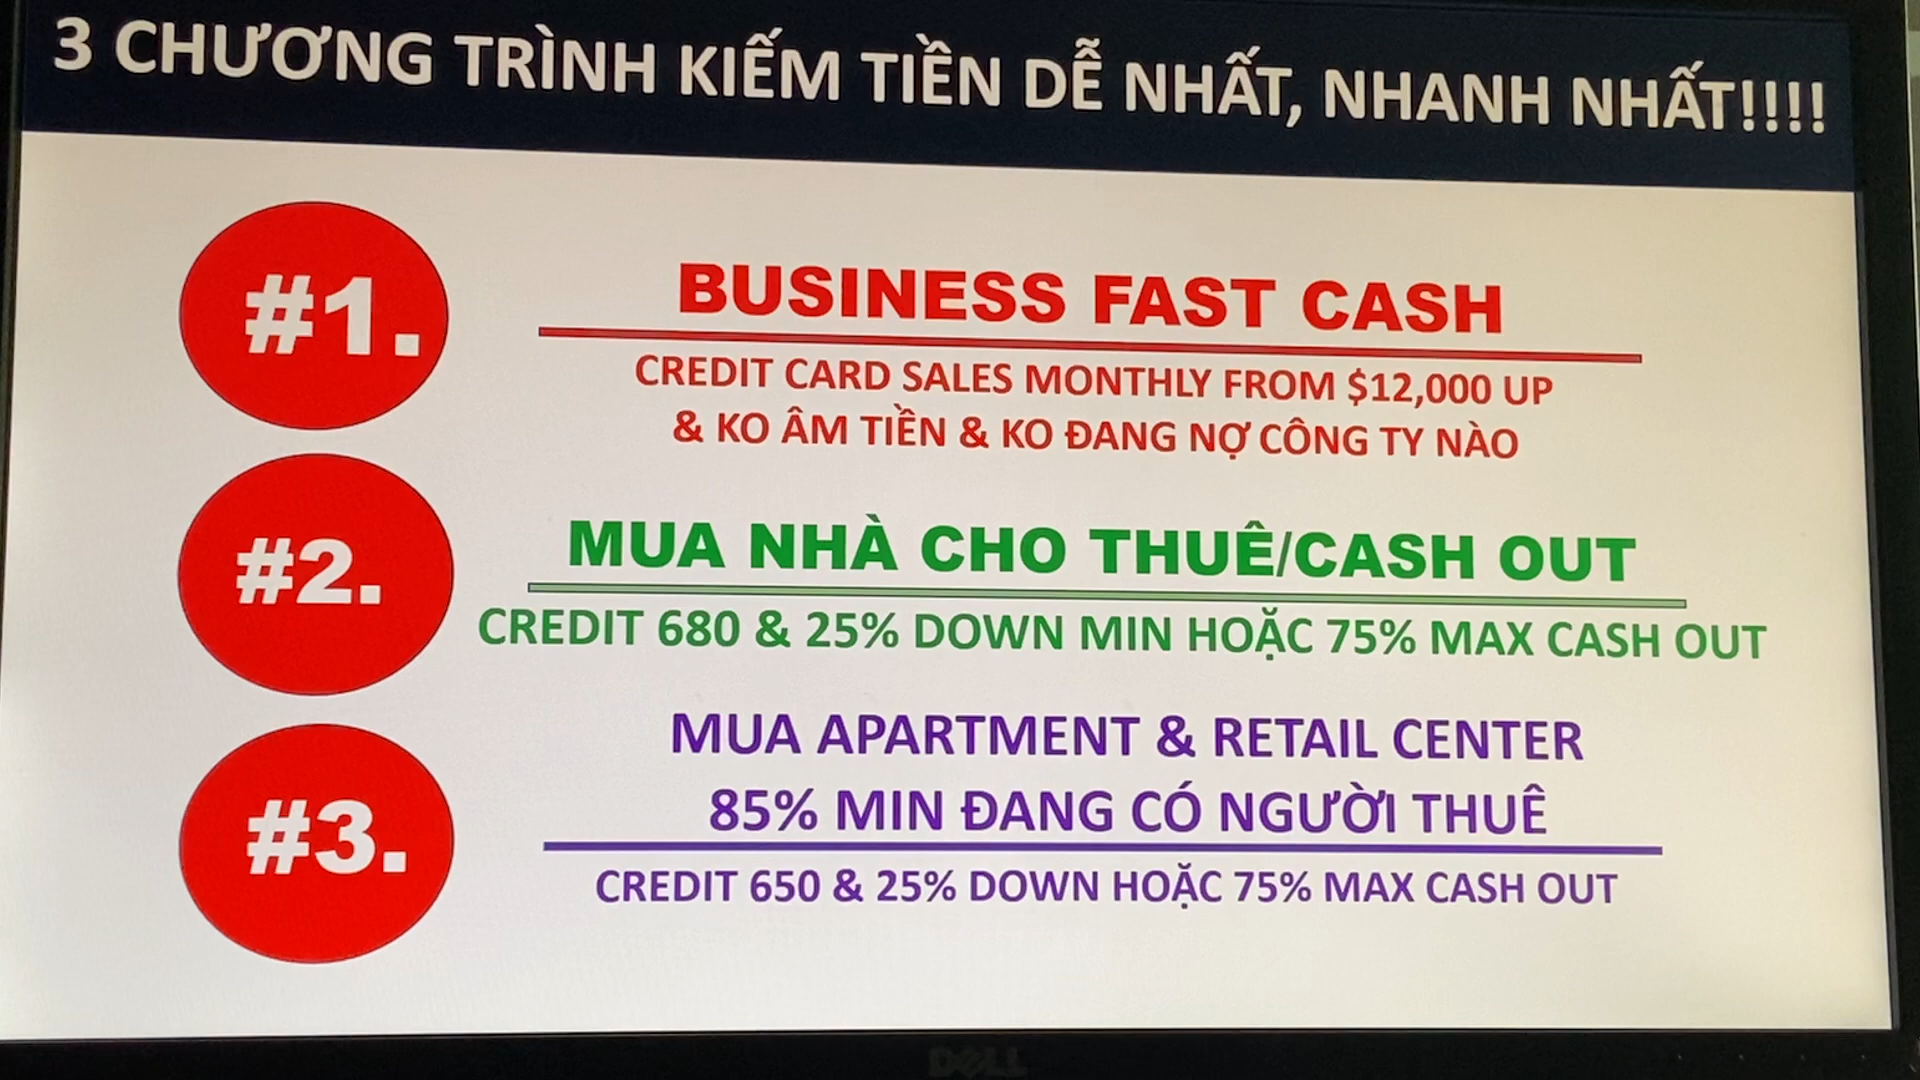 3 CHƯƠNG TRÌNH KIẾM TIỀN DỄ NHẤT, NHANH NHẤT!!!!
#1.
BUSINESS FAST CASH
CREDIT CARD SALES MONTHLY FROM $12,000 UP
& KO ÂM TIỀN & KO ĐANG NỢ CÔNG TY NÀO
#2.
MUA NHÀ CHO THUÊ/CASH OUT
CREDIT 680 & 25% DOWN MIN HOẶC 75% MAX CASH OUT
#3.
MUA APARTMENT & RETAIL CENTER
85% MIN ĐANG CÓ NGƯỜI THUÊ
CREDIT 650 & 25% DOWN HOẶC 75% MAX CASH OUT
DELL